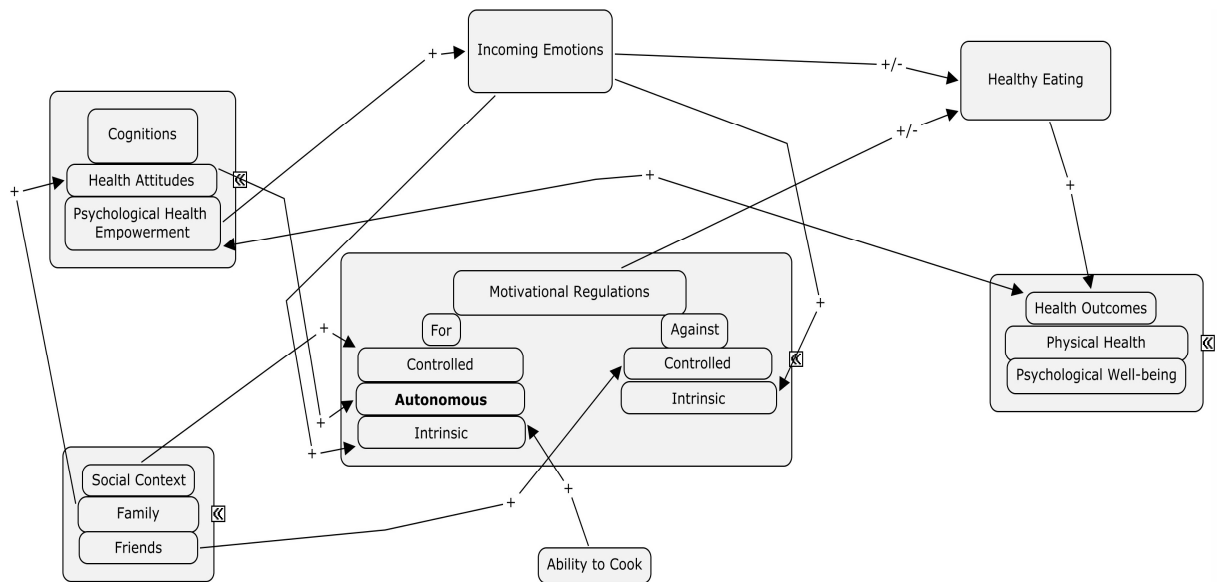 Incoming Emotions
+
+/-
Healthy Eating
+/-
Cognitions
Health Attitudes
+
+
+
Psychological Health
Empowerment
Motivational Regulations
Health Outcomes
+
For
Against
+
Physical Health
Controlled
Controlled
Psychological Well-being
Autonomous
Intrinsic
+
Intrinsic
+
Social Context
+
+
Family
Friends
Ability to Cook